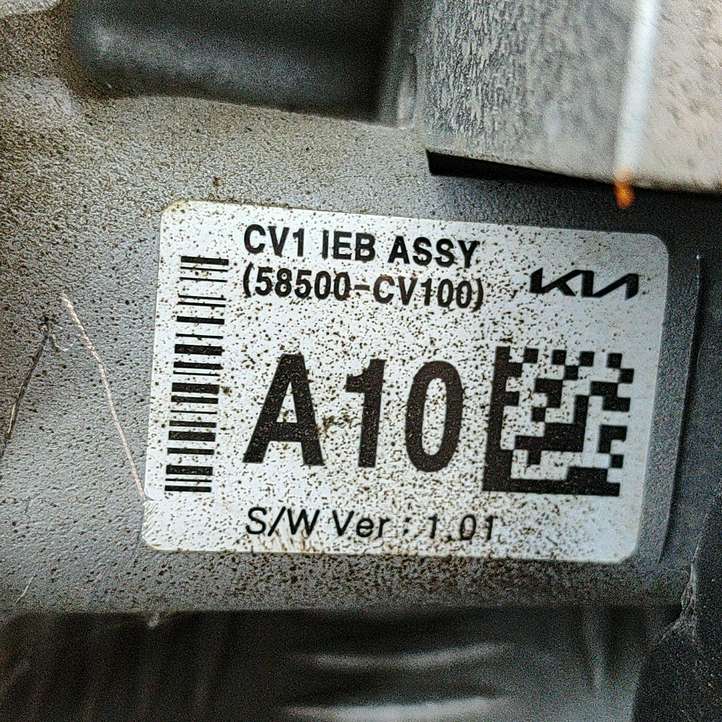 CV1 IEB ASSY
(58500-CV100)
KIA
A10
S/W Ver : 1.01